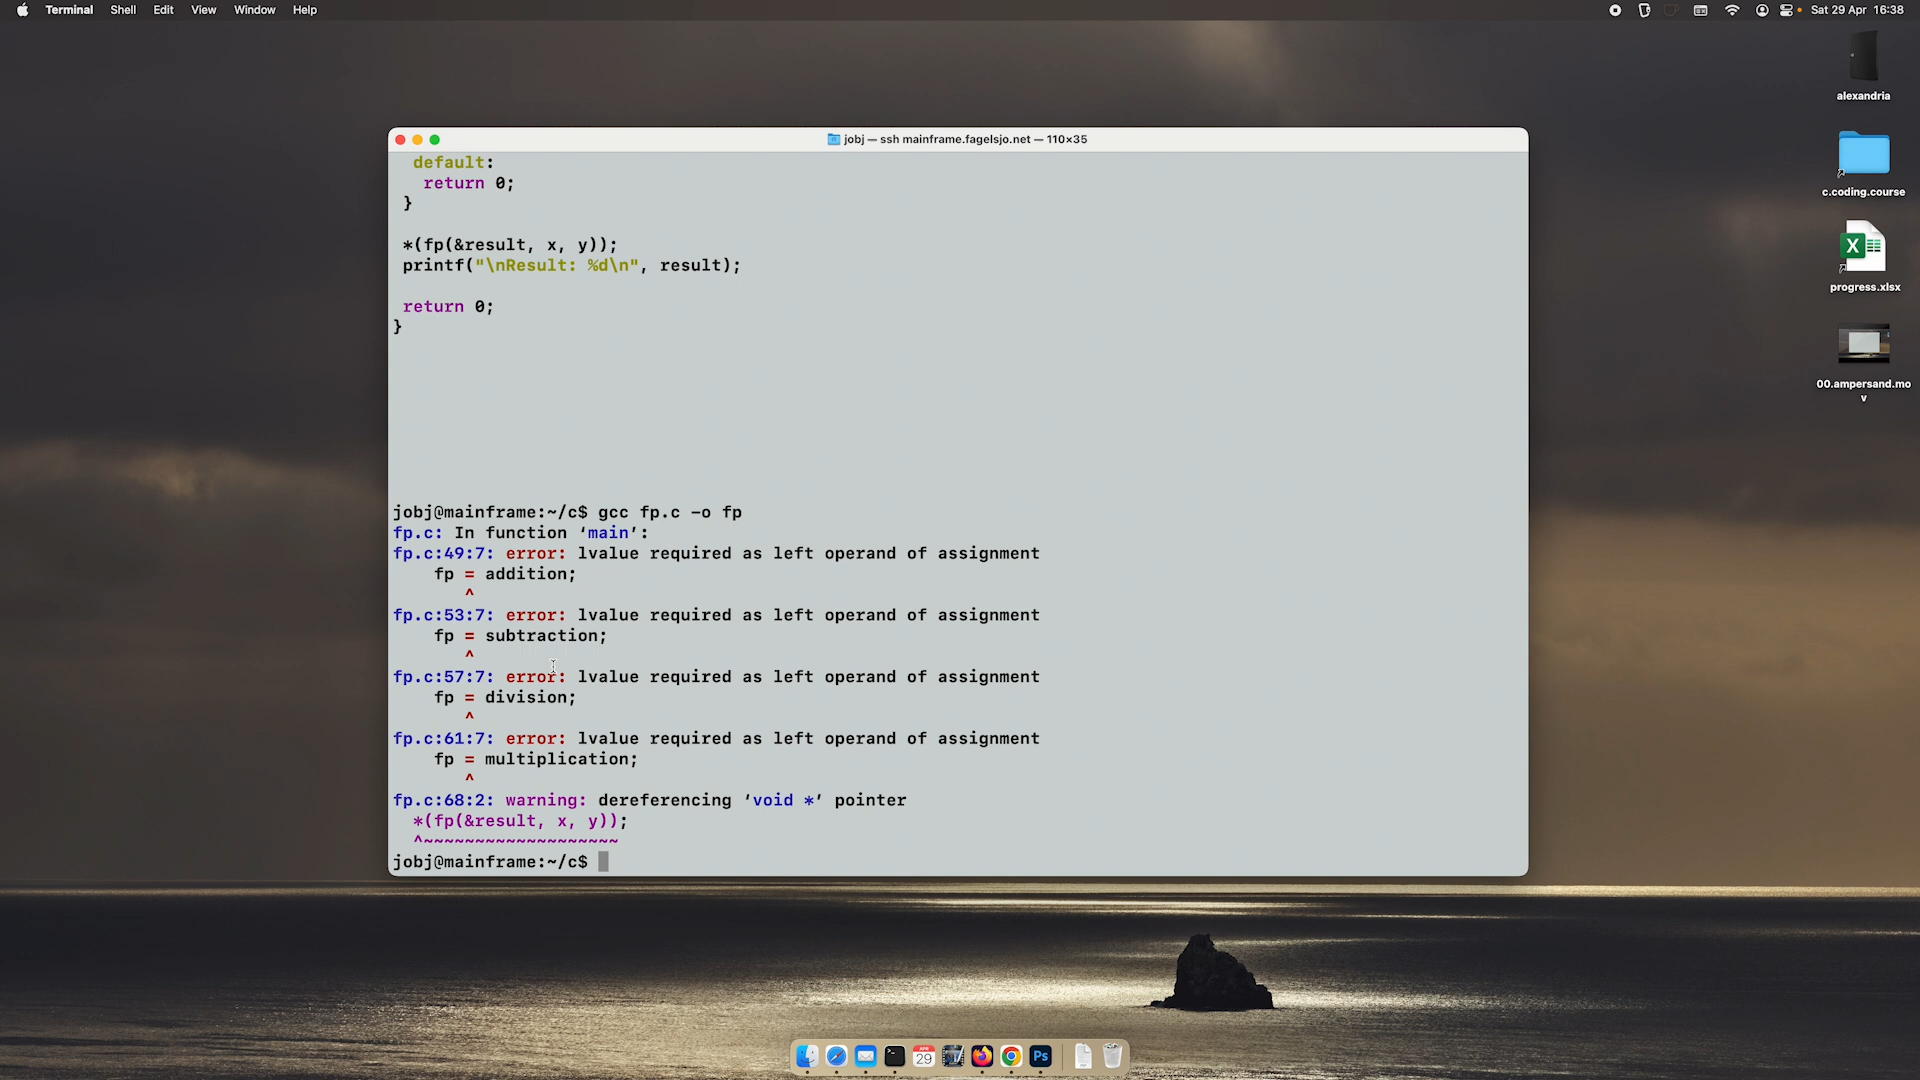 Terminal Shell Edit View Window Help Sat 29 Apr 16:38
alexandria
c.coding.course
progress.xlsx
00.ampersand.mo
v
jobj — ssh mainframe.fagelsjo.net — 110×35
default:
return 0;
}
*(fp(&result, x, y));
printf("\nResult: %d\n", result);
return 0;
}
jobj@mainframe:~/c$ gcc fp.c -o fp
fp.c: In function ‘main’:
fp.c:49:7: error: lvalue required as left operand of assignment
fp = addition;
^
fp.c:53:7: error: lvalue required as left operand of assignment
fp = subtraction;
^
fp.c:57:7: error: lvalue required as left operand of assignment
fp = division;
^
fp.c:61:7: error: lvalue required as left operand of assignment
fp = multiplication;
^
fp.c:68:2: warning: dereferencing ‘void *’ pointer
*(fp(&result, x, y));
^~~~~~~~~~~~~~~~~~~~
jobj@mainframe:~/c$
APR
29
Ps